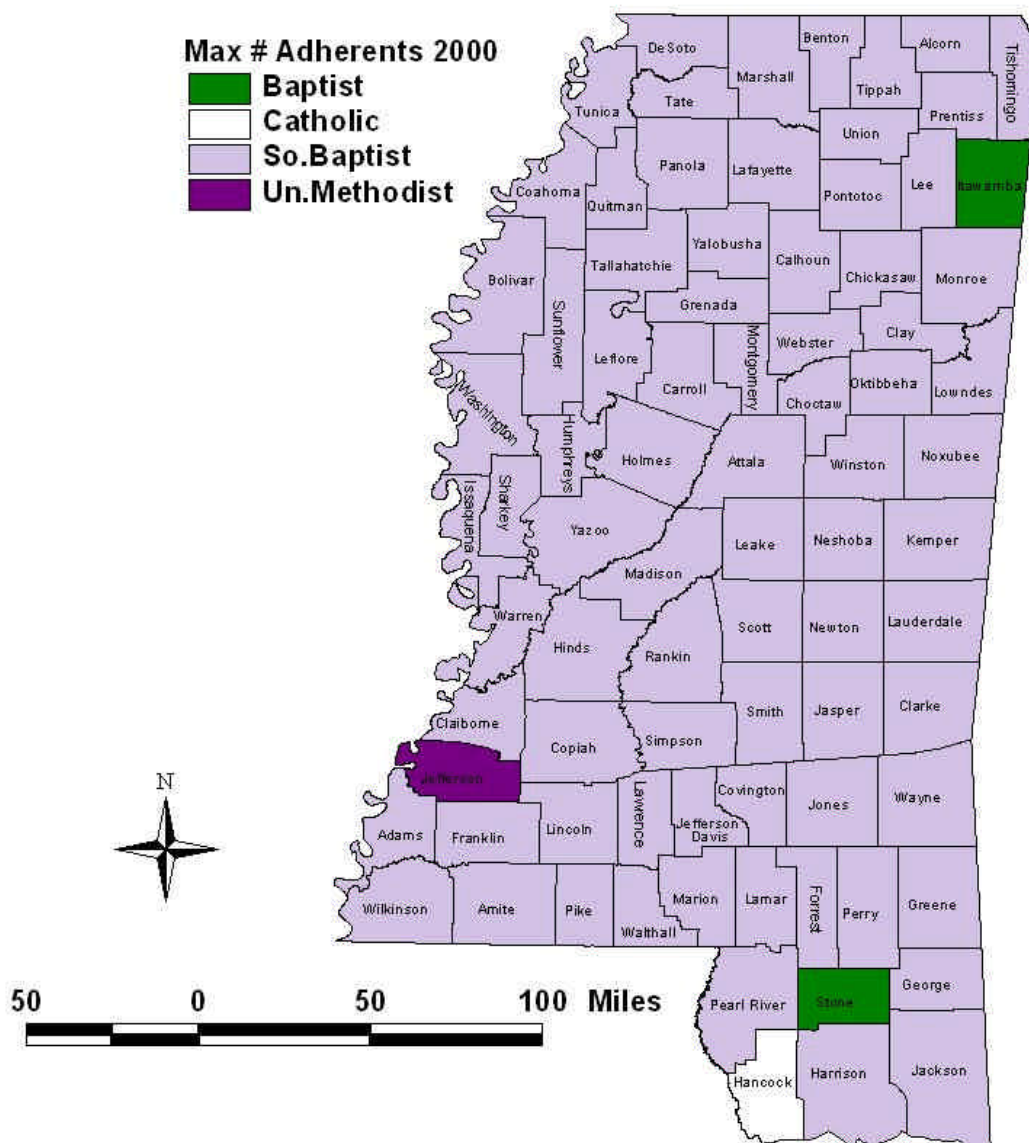 Max # Adherents 2000
Baptist
Catholic
So.Baptist
Un.Methodist
DeSoto
Marshall
Benton
Tippah
Alcorn
Tishomingo
Tunica
Tate
Prentiss
Union
Panola
Lafayette
Pontotoc
Lee
Itawamba
Coahoma
Quitman
Yalobusha
Calhoun
Chickasaw
Monroe
Bolivar
Tallahatchie
Grenada
Sunflower
Leflore
Carroll
Montgomery
Webster
Clay
Choctaw
Oktibbeha
Lowndes
Washington
Humphreys
Holmes
Attala
Winston
Noxubee
Issaquena
Sharkey
Yazoo
Madison
Leake
Neshoba
Kemper
Warren
Hinds
Rankin
Scott
Newton
Lauderdale
Claiborne
Copiah
Simpson
Smith
Jasper
Clarke
Jefferson
Adams
Franklin
Lincoln
Lawrence
Jefferson
Davis
Covington
Jones
Wayne
Wilkinson
Amite
Pike
Walthall
Marion
Lamar
Forrest
Perry
Greene
Pearl River
Stone
George
Hancock
Harrison
Jackson
N
50 0 50 100 Miles